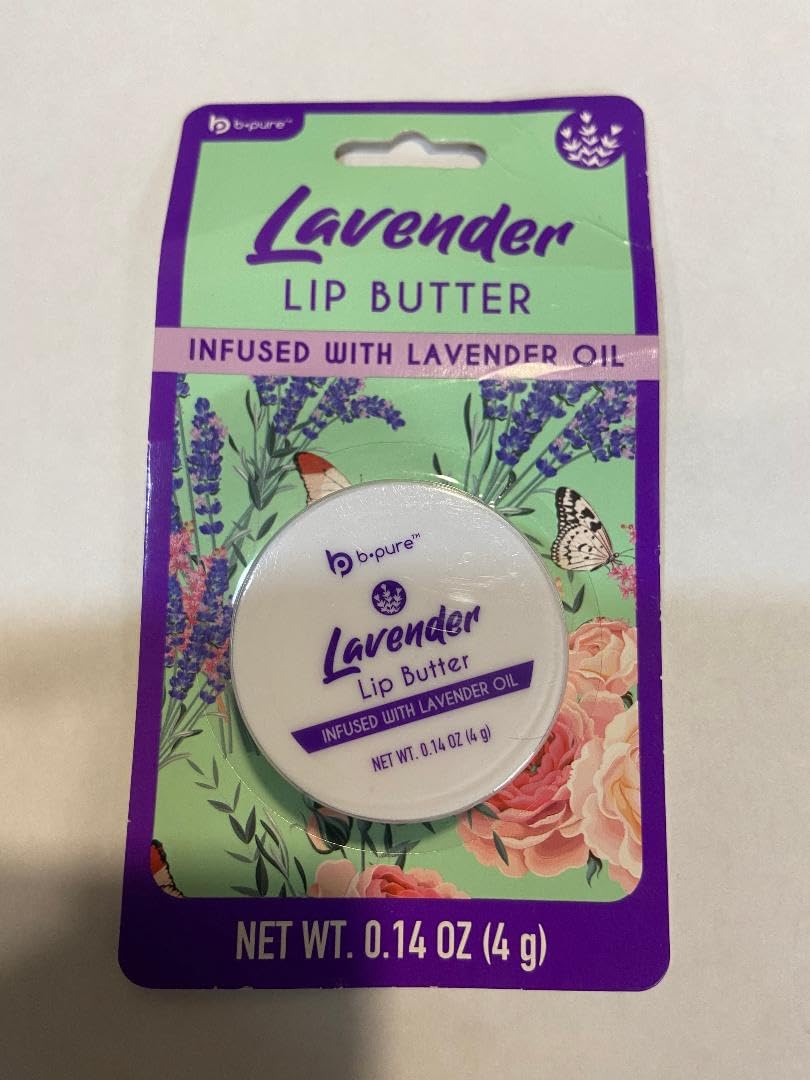 b•pure™
Lavender
LIP BUTTER
INFUSED WITH LAVENDER OIL
b•pure™
Lavender
Lip Butter
INFUSED WITH LAVENDER OIL
NET WT. 0.14 OZ (4 g)
NET WT. 0.14 OZ (4 g)